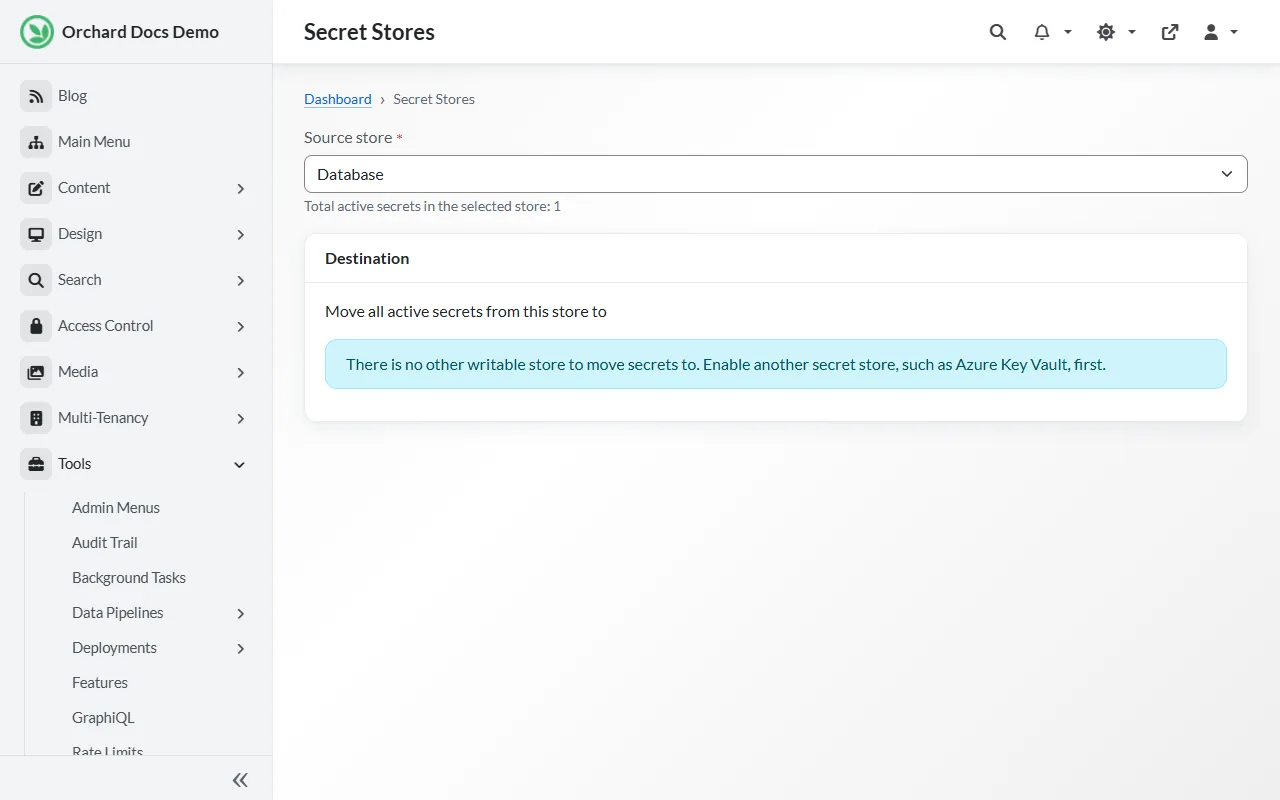 Orchard Docs Demo
Secret Stores
Blog
Main Menu
Content
Design
Search
Access Control
Media
Multi-Tenancy
Tools
Admin Menus
Audit Trail
Background Tasks
Data Pipelines
Deployments
Features
GraphiQL
Rate Limits
Dashboard › Secret Stores
Source store *
Database
Total active secrets in the selected store: 1
Destination
Move all active secrets from this store to
There is no other writable store to move secrets to. Enable another secret store, such as Azure Key Vault, first.